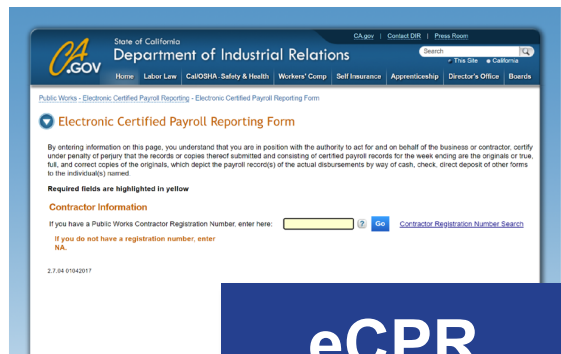 CA.gov | Contact DIR | Press Room
State of California
CA
.GOV
Department of Industrial Relations
Search
This Site California
Home Labor Law Cal/OSHA - Safety & Health Workers' Comp Self Insurance Apprenticeship Director's Office Boards
Public Works - Electronic Certified Payroll Reporting - Electronic Certified Payroll Reporting Form
Electronic Certified Payroll Reporting Form
By entering information on this page, you understand that you are in position with the authority to act for and on behalf of the business or contractor, certify
under penalty of perjury that the records or copies thereof submitted and consisting of certified payroll records for the week ending are the originals or true,
full, and correct copies of the originals, which depict the payroll record(s) of the actual disbursements by way of cash, check, direct deposit of other forms
to the individual(s) named.
Required fields are highlighted in yellow
Contractor Information
If you have a Public Works Contractor Registration Number, enter here: ? Go Contractor Registration Number Search
If you do not have a registration number, enter
NA.
2.7.04 01042017
eCPR